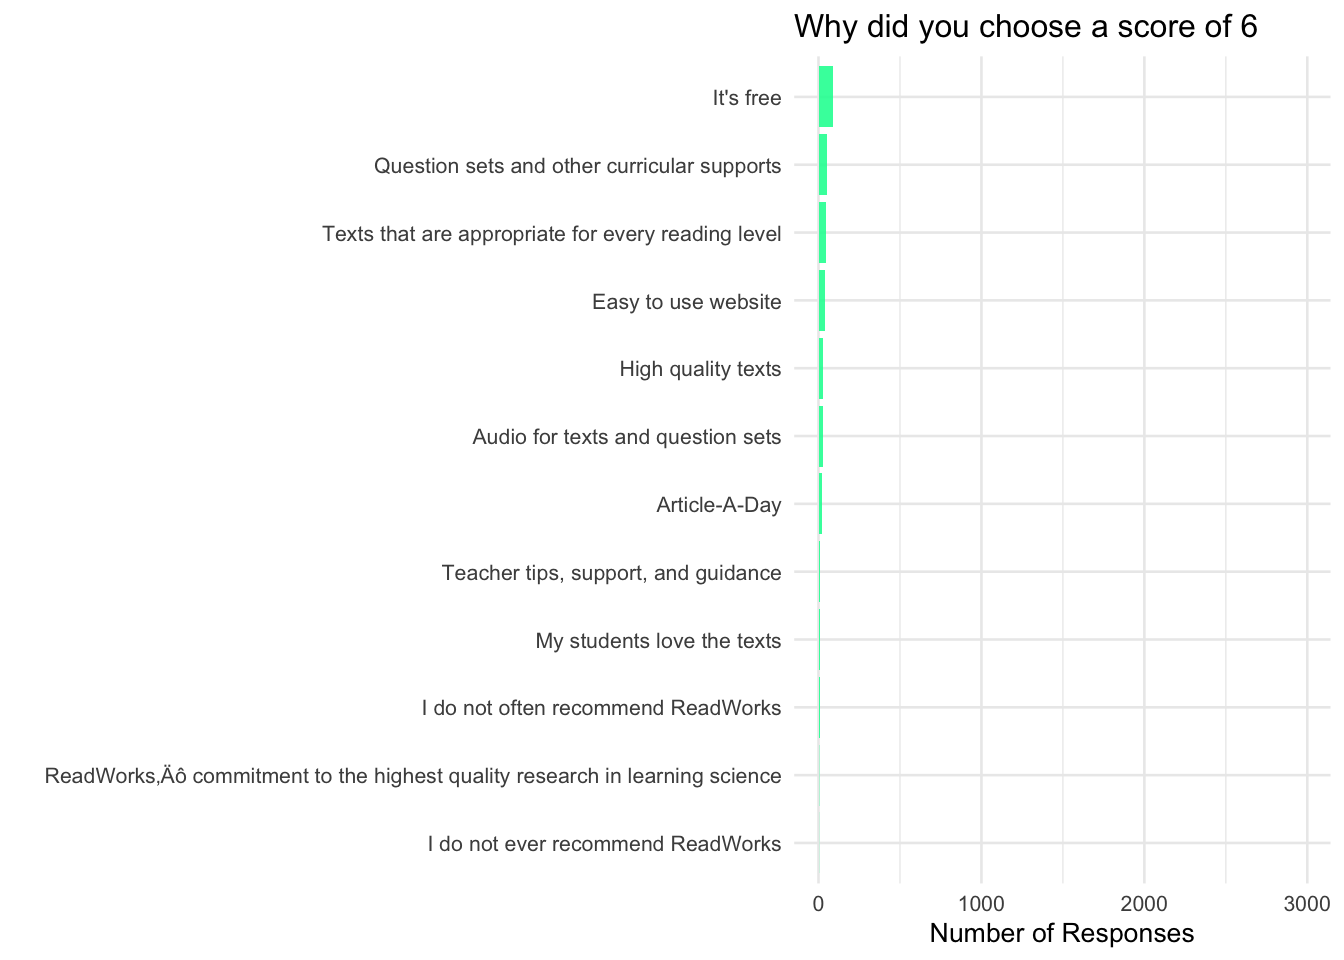 Why did you choose a score of 6
It's free
Question sets and other curricular supports
Texts that are appropriate for every reading level
Easy to use website
High quality texts
Audio for texts and question sets
Article-A-Day
Teacher tips, support, and guidance
My students love the texts
I do not often recommend ReadWorks
ReadWorks‚Äô commitment to the highest quality research in learning science
I do not ever recommend ReadWorks
0 1000 2000 3000
Number of Responses